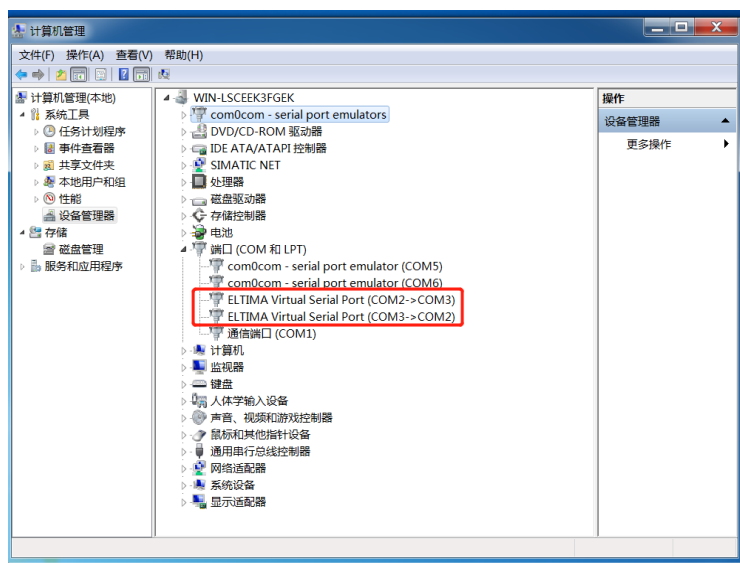 计算机管理
文件(F) 操作(A) 查看(V) 帮助(H)
计算机管理(本地)
系统工具
任务计划程序
事件查看器
共享文件夹
本地用户和组
性能
设备管理器
存储
磁盘管理
服务和应用程序
WIN-LSCEEK3FGEK
com0com - serial port emulators
DVD/CD-ROM 驱动器
IDE ATA/ATAPI 控制器
SIMATIC NET
处理器
磁盘驱动器
存储控制器
电池
端口 (COM 和 LPT)
com0com - serial port emulator (COM5)
com0com - serial port emulator (COM6)
ELTIMA Virtual Serial Port (COM2->COM3)
ELTIMA Virtual Serial Port (COM3->COM2)
通信端口 (COM1)
计算机
监视器
键盘
人体学输入设备
声音、视频和游戏控制器
鼠标和其他指针设备
通用串行总线控制器
网络适配器
系统设备
显示适配器
操作
设备管理器
更多操作